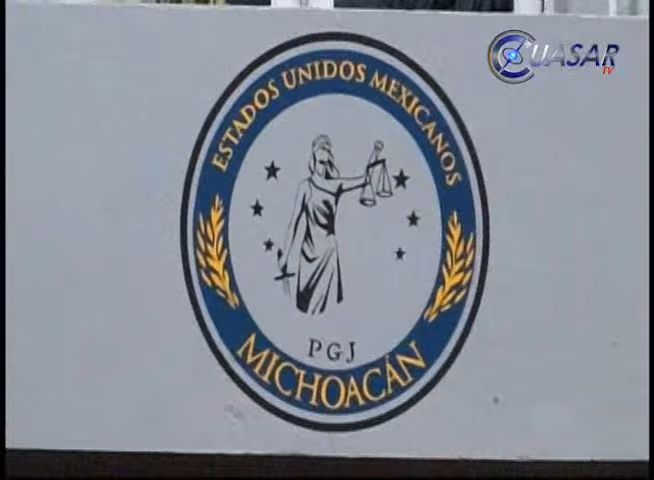 CUASAR
TV
ESTADOS UNIDOS MEXICANOS
PGJ
MICHOACÁN